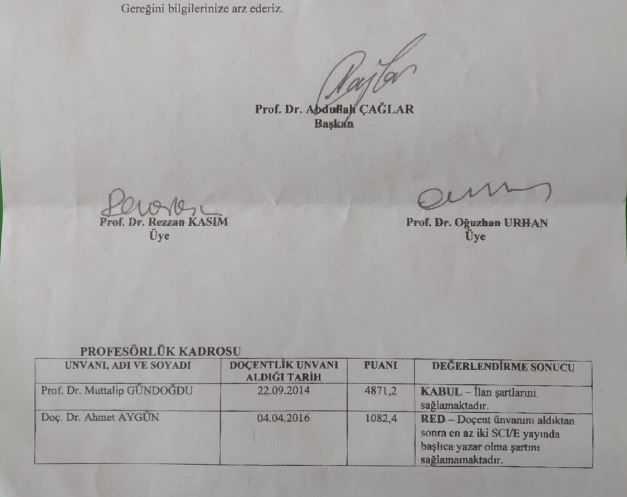 Gereğini bilgilerinize arz ederiz.
Prof. Dr. Abdullah ÇAĞLAR
Başkan
Prof. Dr. Rezzan KASIM
Üye
Prof. Dr. Oğuzhan URHAN
Üye
PROFESÖRLÜK KADROSU
UNVANI, ADI VE SOYADI DOÇENTLİK UNVANI ALDIĞI TARİH PUANI DEĞERLENDİRME SONUCU
Prof. Dr. Muttalip GÜNDOĞDU 22.09.2014 4871,2 KABUL – İlan şartlarını
sağlamaktadır.
Doç. Dr. Ahmet AYGÜN 04.04.2016 1082,4 RED – Doçent ünvanını aldıktan
sonra en az iki SCI/E yayında
başlıca yazar olma şartını
sağlamamaktadır.